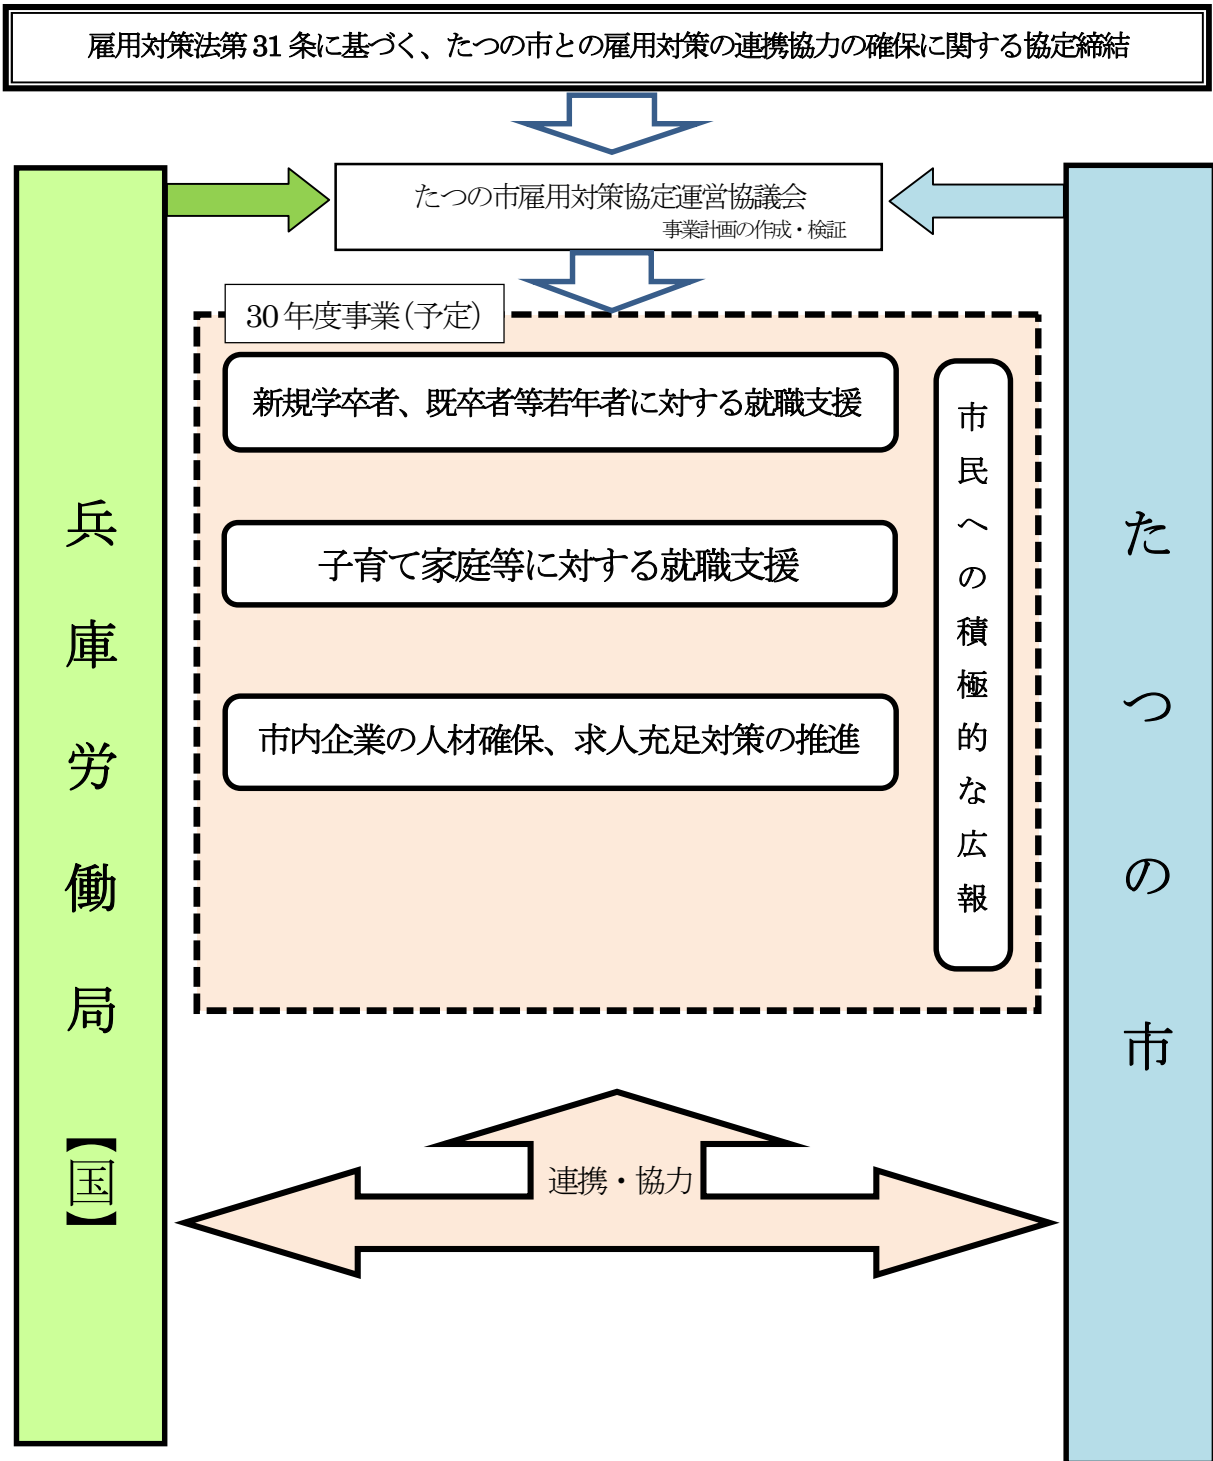 雇用対策法第 31 条に基づく、たつの市との雇用対策の連携協力の確保に関する協定締結
たつの市雇用対策協定運営協議会
事業計画の作成・検証
30 年度事業(予定)
新規学卒者、既卒者等若年者に対する就職支援
子育て家庭等に対する就職支援
市内企業の人材確保、求人充足対策の推進
市民への積極的な広報
兵庫労働局【国】
たつの市
連携・協力